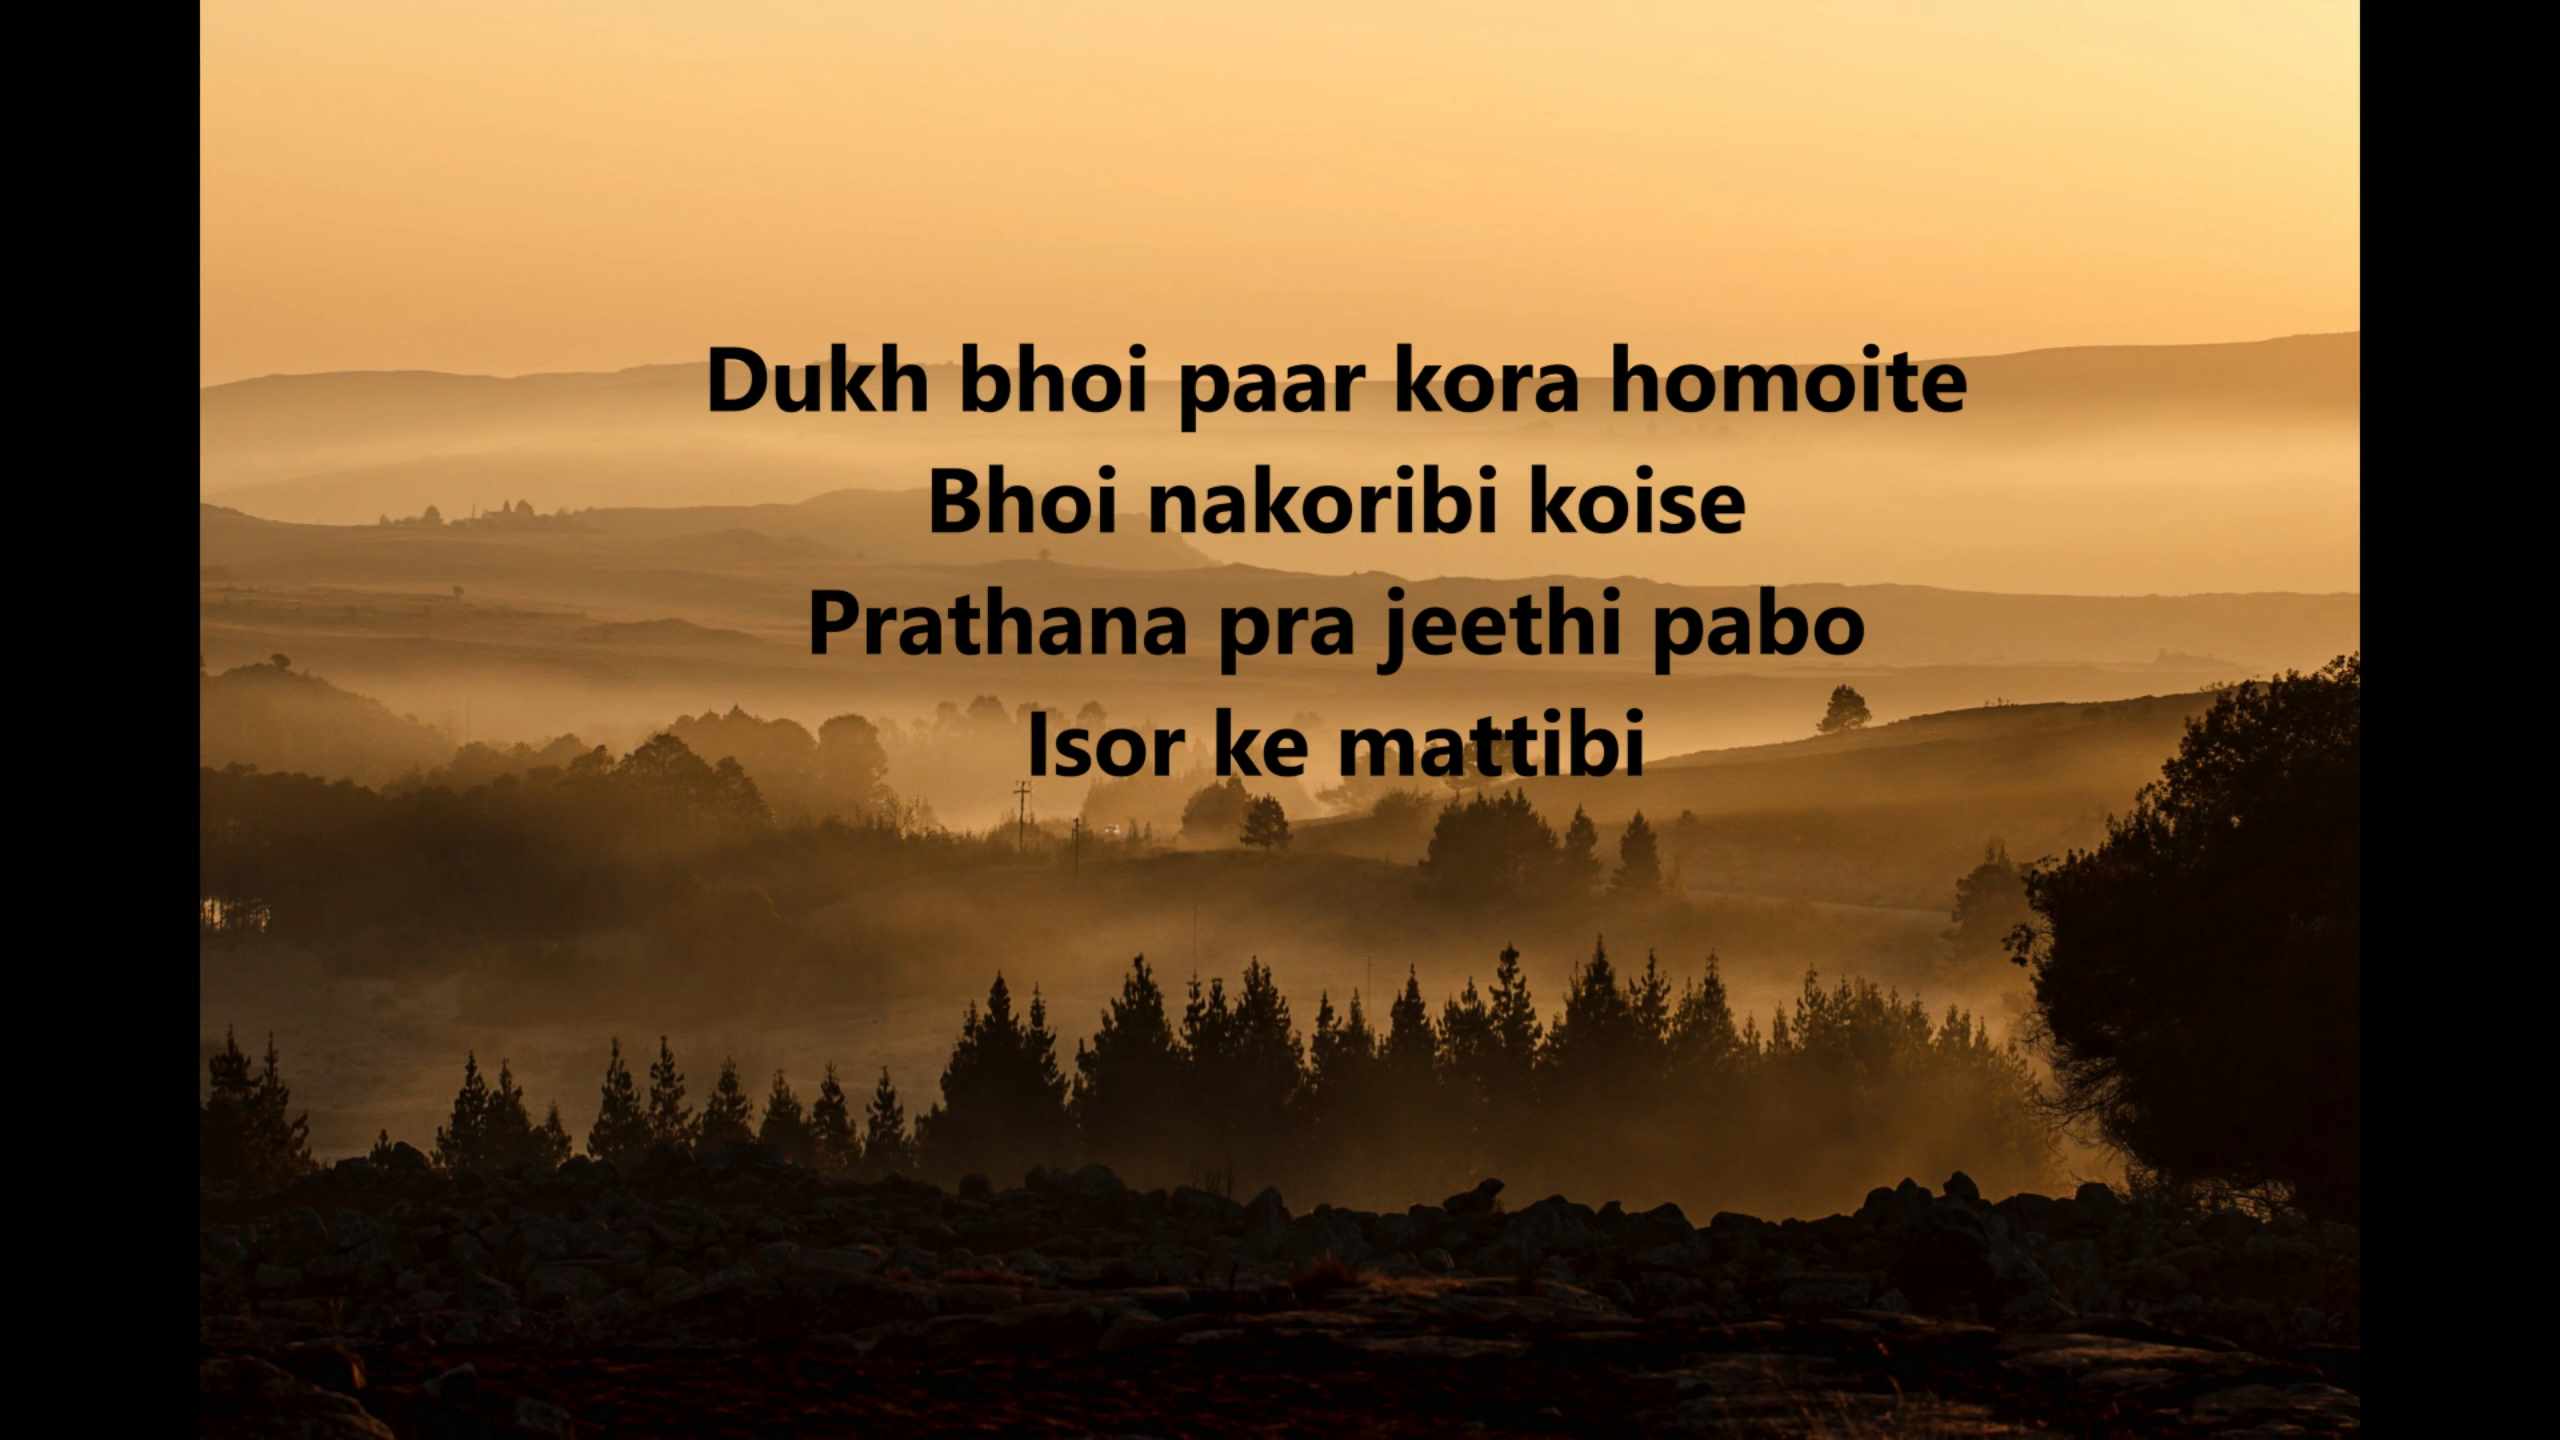 Dukh bhoi paar kora homoite
Bhoi nakoribi koise
Prathana pra jeethi pabo
Isor ke mattibi